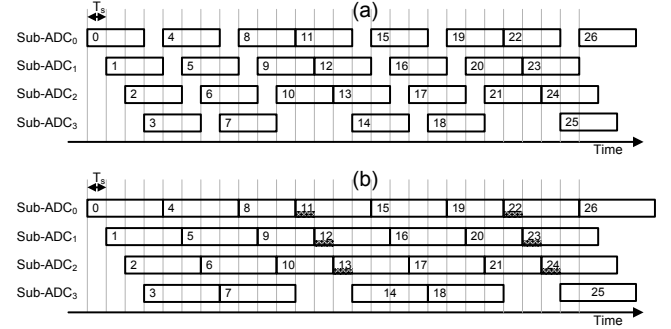 (a)
Ts
Sub-ADC0 0 4 8 11 15 19 22 26
Sub-ADC1 1 5 9 12 16 20 23
Sub-ADC2 2 6 10 13 17 21 24
Sub-ADC3 3 7 14 18 25
Time
(b)
Ts
Sub-ADC0 0 4 8 11 15 19 22 26
Sub-ADC1 1 5 9 12 16 20 23
Sub-ADC2 2 6 10 13 17 21 24
Sub-ADC3 3 7 14 18 25
Time